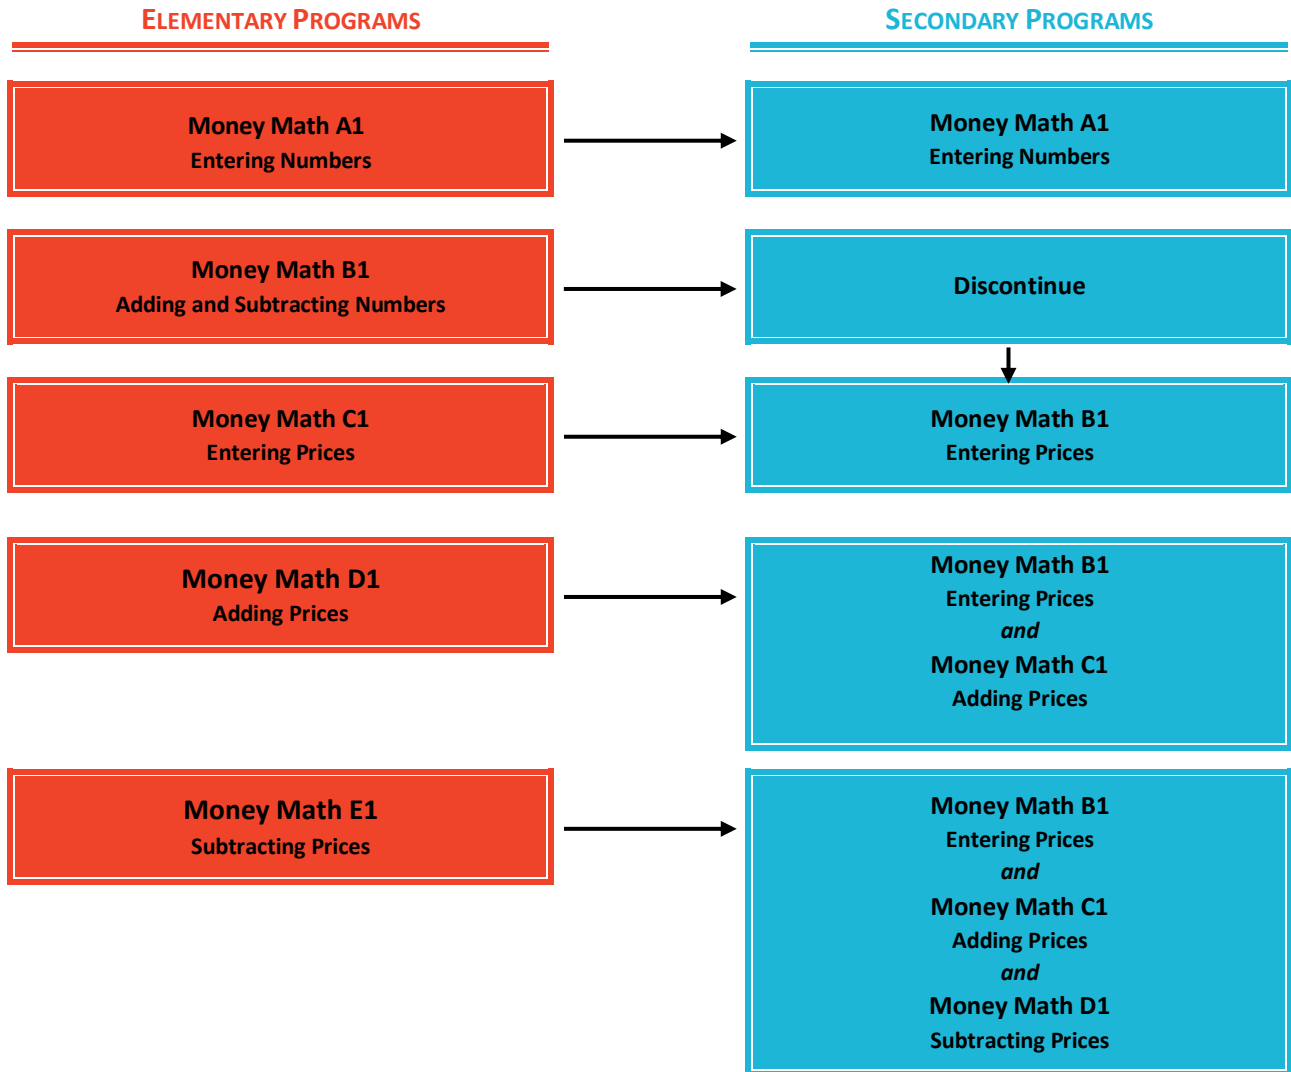 ELEMENTARY PROGRAMS
SECONDARY PROGRAMS
Money Math A1
Entering Numbers
Money Math A1
Entering Numbers
Money Math B1
Adding and Subtracting Numbers
Discontinue
Money Math C1
Entering Prices
Money Math B1
Entering Prices
Money Math D1
Adding Prices
Money Math B1
Entering Prices
and
Money Math C1
Adding Prices
Money Math E1
Subtracting Prices
Money Math B1
Entering Prices
and
Money Math C1
Adding Prices
and
Money Math D1
Subtracting Prices